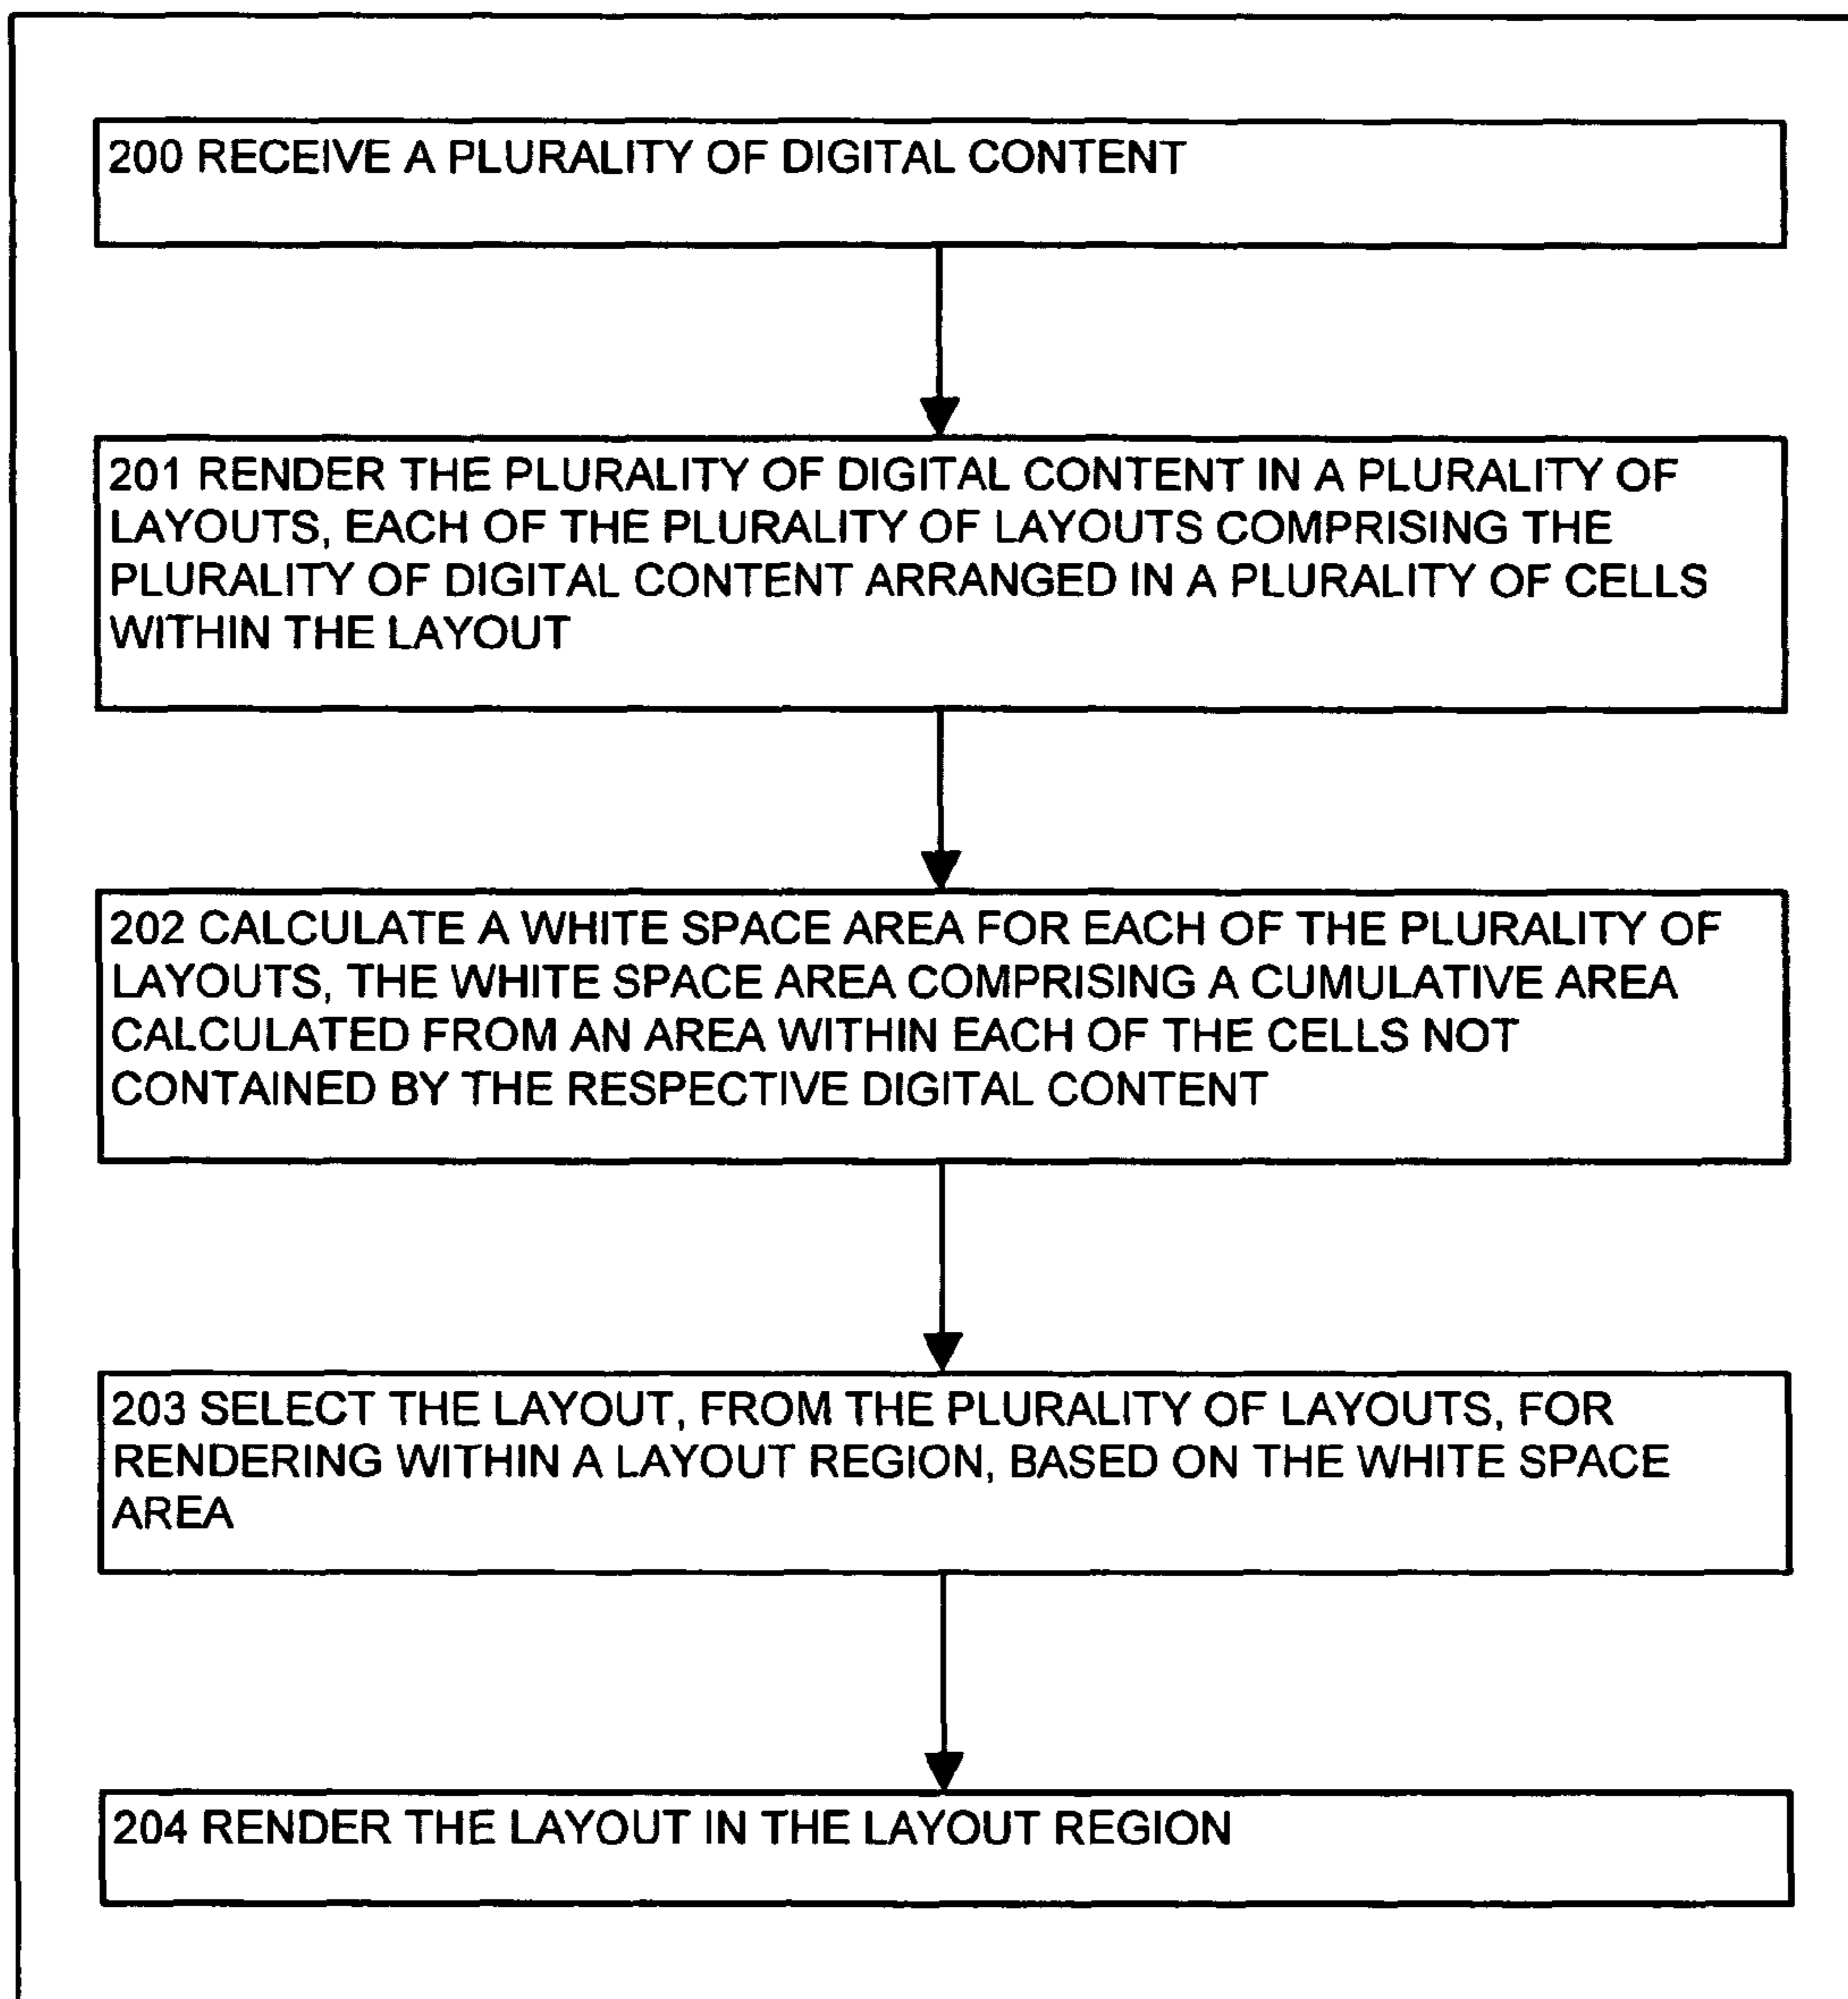 200 RECEIVE A PLURALITY OF DIGITAL CONTENT
201 RENDER THE PLURALITY OF DIGITAL CONTENT IN A PLURALITY OF
LAYOUTS, EACH OF THE PLURALITY OF LAYOUTS COMPRISING THE
PLURALITY OF DIGITAL CONTENT ARRANGED IN A PLURALITY OF CELLS
WITHIN THE LAYOUT
202 CALCULATE A WHITE SPACE AREA FOR EACH OF THE PLURALITY OF
LAYOUTS, THE WHITE SPACE AREA COMPRISING A CUMULATIVE AREA
CALCULATED FROM AN AREA WITHIN EACH OF THE CELLS NOT
CONTAINED BY THE RESPECTIVE DIGITAL CONTENT
203 SELECT THE LAYOUT, FROM THE PLURALITY OF LAYOUTS, FOR
RENDERING WITHIN A LAYOUT REGION, BASED ON THE WHITE SPACE
AREA
204 RENDER THE LAYOUT IN THE LAYOUT REGION